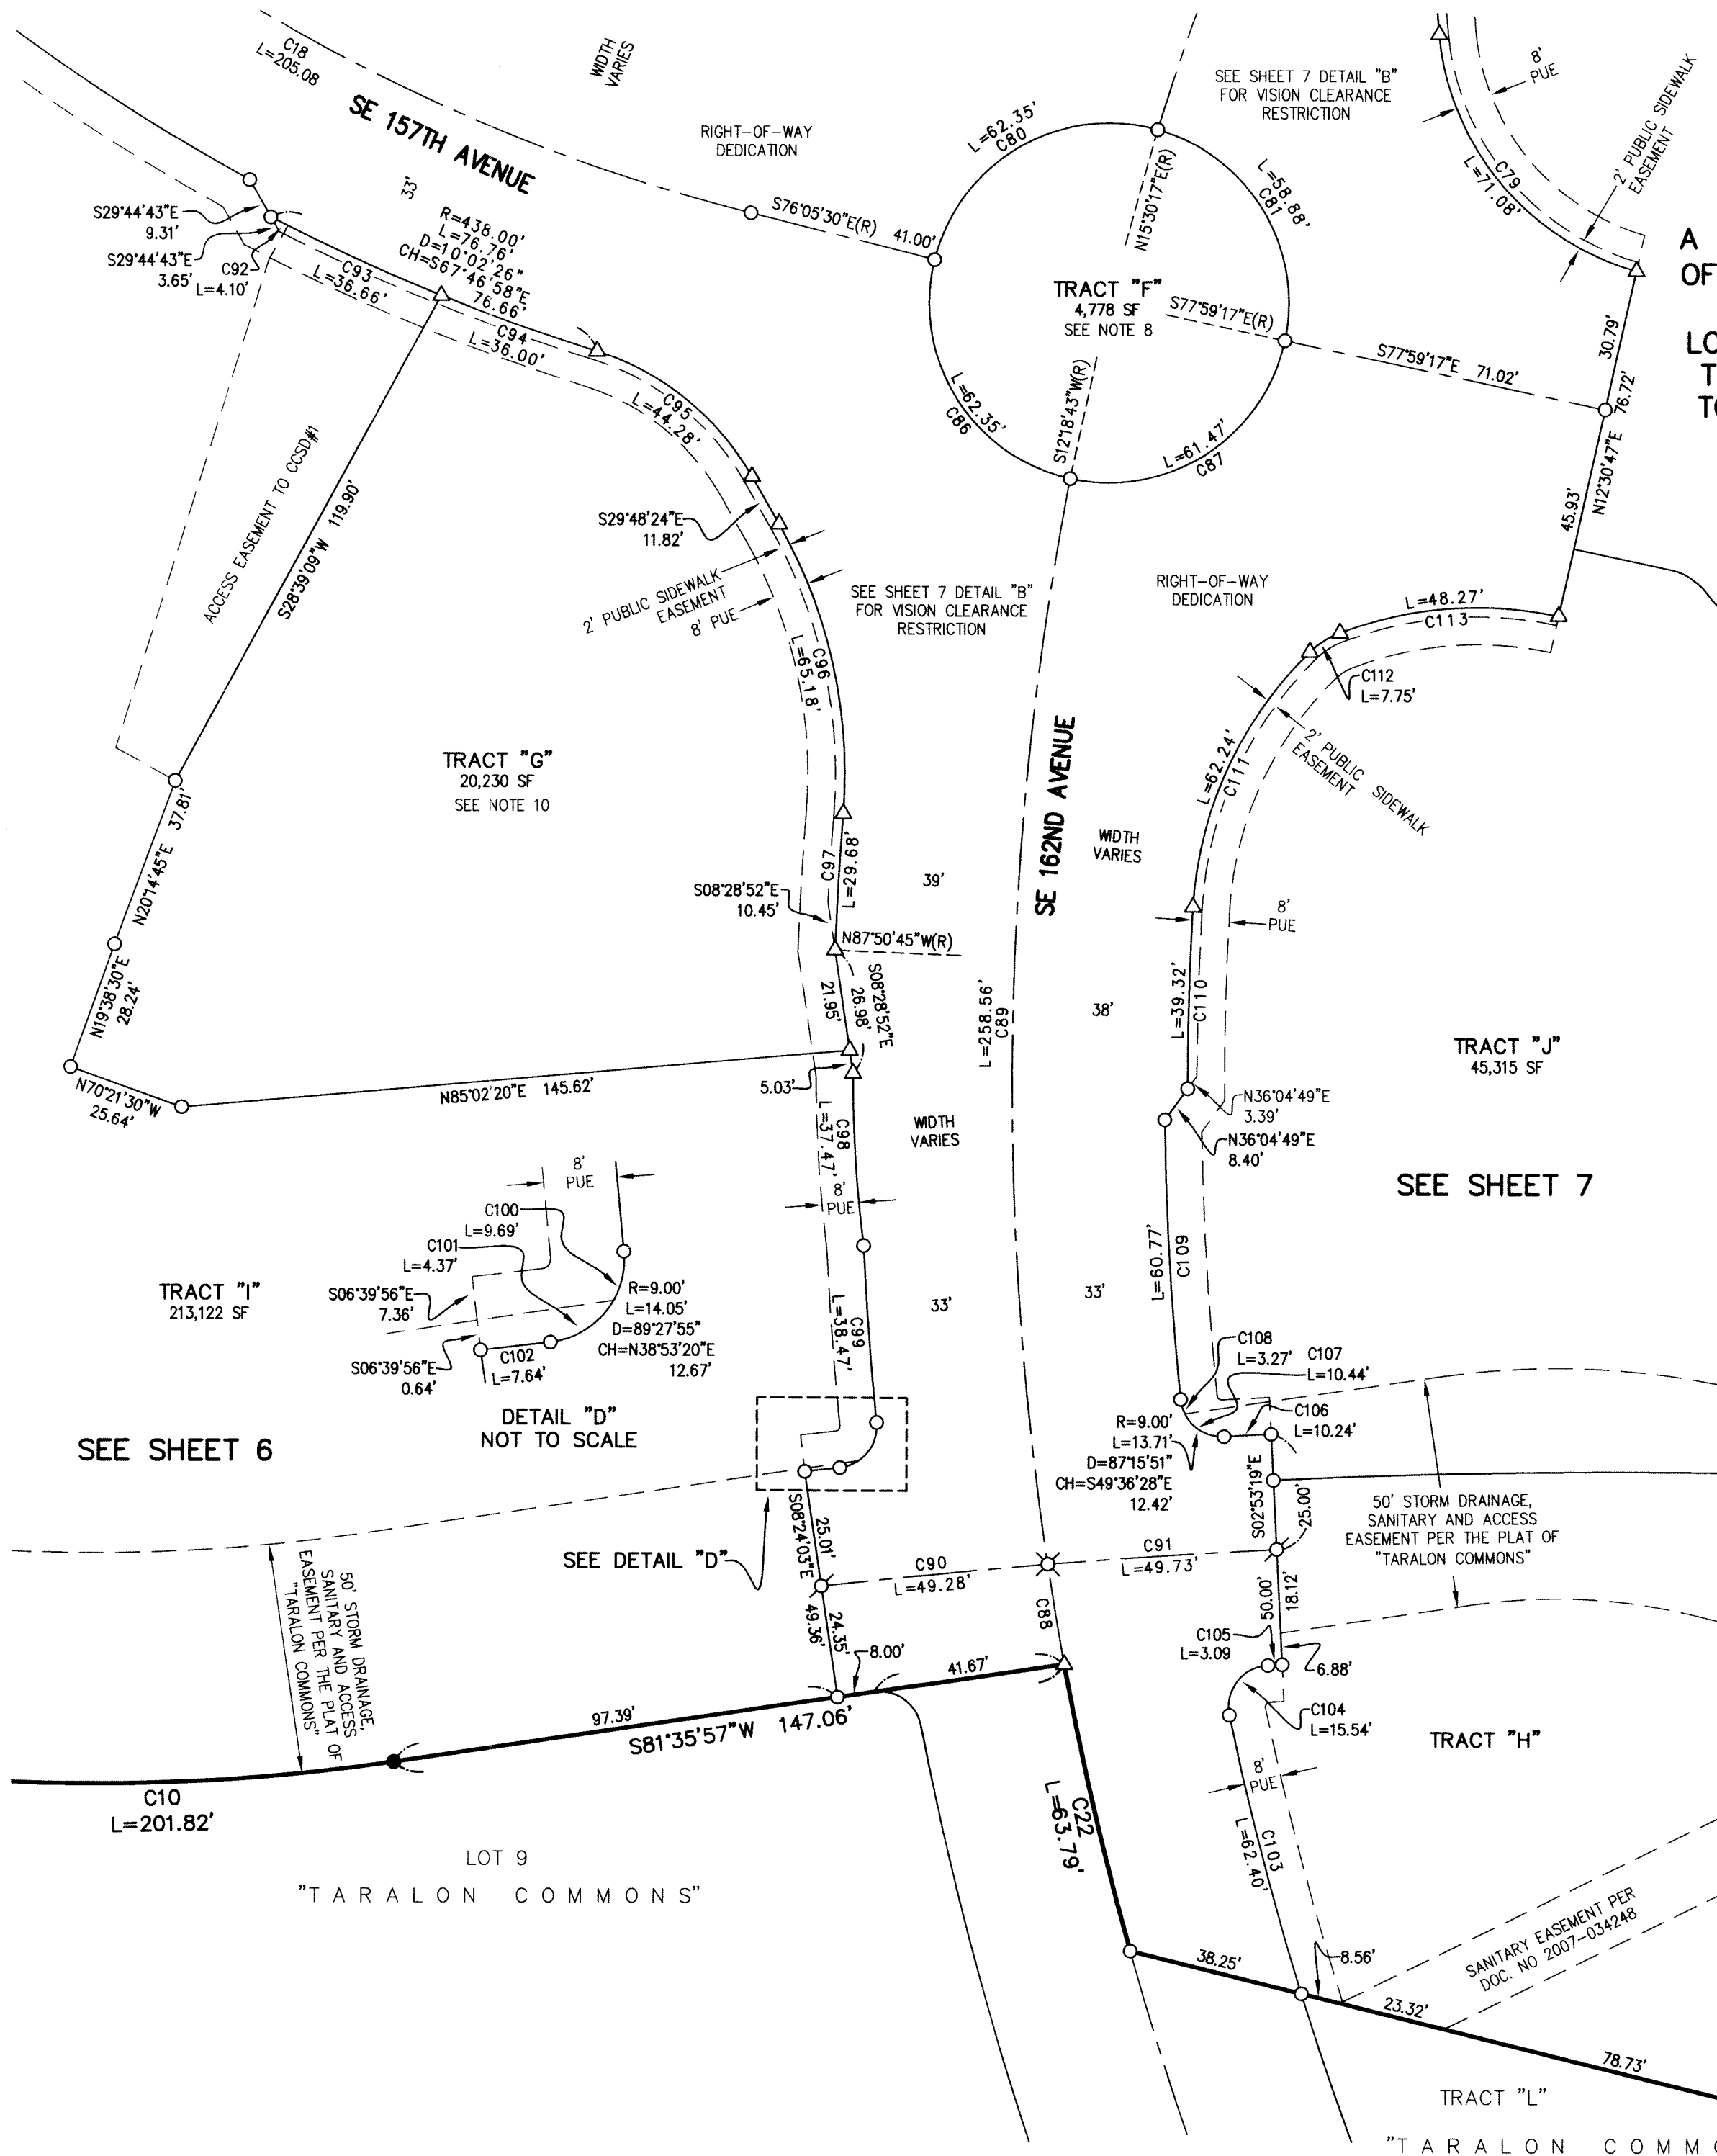 C18
L=205.08
WIDTH
VARIES
SE 157TH AVENUE
33'
RIGHT-OF-WAY
DEDICATION
SEE SHEET 7 DETAIL "B"
FOR VISION CLEARANCE
RESTRICTION
8'
PUE
2' PUBLIC SIDEWALK
EASEMENT
C79
L=71.08'
L=62.35'
C80
L=58.88'
C81
N15°30'17"E(R)
S76°05'30"E(R) 41.00'
S29°44'43"E
9.31'
S29°44'43"E
3.65'
C92
L=4.10'
R=438.00'
L=76.76'
D=10°02'26"
CH=S67°46'58"E
76.66'
C93
L=36.66'
C94
L=36.00'
C95
L=44.28'
TRACT "F"
4,778 SF
SEE NOTE 8
S77°59'17"E(R)
S77°59'17"E 71.02'
S12°18'43"W(R)
L=62.35'
C86
L=61.47'
C87
30.79'
76.72'
N12°30'47"E
45.93'
A
OF
LO
T
TO
ACCESS EASEMENT TO CCSD#1
S28°39'09"W 119.90'
S29°48'24"E
11.82'
2' PUBLIC SIDEWALK
EASEMENT
8' PUE
SEE SHEET 7 DETAIL "B"
FOR VISION CLEARANCE
RESTRICTION
RIGHT-OF-WAY
DEDICATION
L=48.27'
C113
C112
L=7.75'
C96
L=65.18'
2' PUBLIC SIDEWALK
EASEMENT
L=62.24'
C111
TRACT "G"
20,230 SF
SEE NOTE 10
SE 162ND AVENUE
WIDTH
VARIES
N20°14'45"E 37.81'
C97
L=29.68'
39'
S08°28'52"E
10.45'
N87°50'45"W(R)
8'
PUE
N19°38'30"E
28.24'
21.95'
26.98'
S08°28'52"E
L=258.56'
C89
38'
L=39.32'
C110
TRACT "J"
45,315 SF
N70°21'30"W
25.64'
N85°02'20"E 145.62'
5.03'
N36°04'49"E
3.39'
N36°04'49"E
8.40'
WIDTH
VARIES
C98
L=37.47'
SEE SHEET 7
8'
PUE
8'
PUE
C100
L=9.69'
C101
L=4.37'
TRACT "I"
213,122 SF
S06°39'56"E
7.36'
R=9.00'
L=14.05'
D=89°27'55"
CH=N38°53'20"E
12.67'
S06°39'56"E
0.64'
C102
L=7.64'
C99
L=38.47'
33'
33'
L=60.77'
C109
C108
L=3.27'
C107
L=10.44'
C106
L=10.24'
DETAIL "D"
NOT TO SCALE
SEE SHEET 6
R=9.00'
L=13.71'
D=87°15'51"
CH=S49°36'28"E
12.42'
S02°53'19"E
25.00'
50' STORM DRAINAGE,
SANITARY AND ACCESS
EASEMENT PER THE PLAT OF
"TARALON COMMONS"
SEE DETAIL "D"
S08°24'03"E
25.01'
C90
L=49.28'
C91
L=49.73'
49.36'
24.35'
C88
50.00'
18.12'
50' STORM DRAINAGE,
SANITARY AND ACCESS
EASEMENT PER THE PLAT OF
"TARALON COMMONS"
8.00'
41.67'
C105
L=3.09
6.88'
C104
L=15.54'
97.39'
S81°35'57"W 147.06'
TRACT "H"
8'
PUE
C10
L=201.82'
C22
L=63.79'
C103
L=62.40'
LOT 9
"TARALON COMMONS"
38.25'
8.56'
SANITARY EASEMENT PER
DOC. NO 2007-034248
23.32'
78.73'
TRACT "L"
"TARALON COMMO